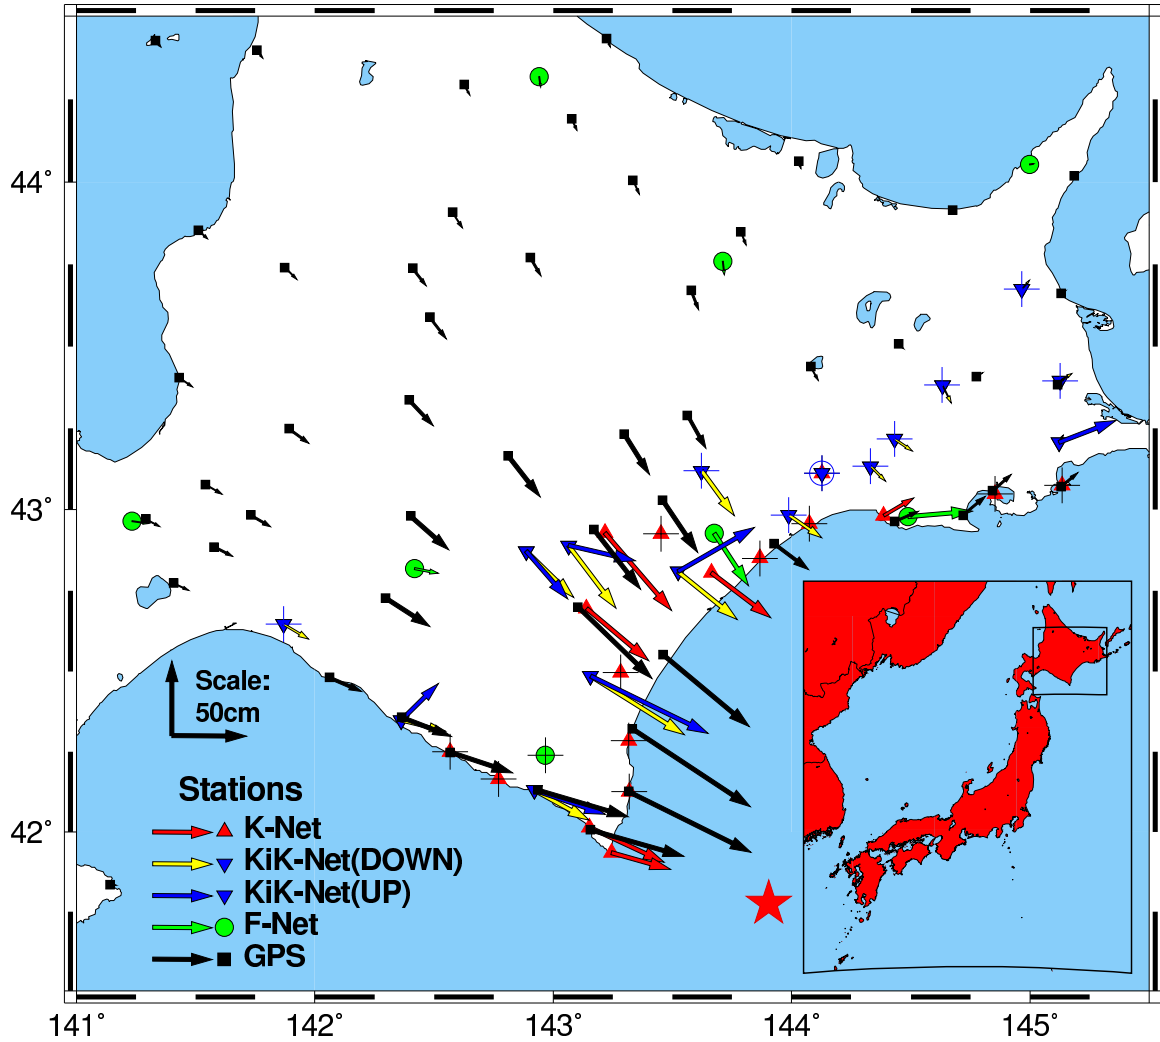 44°
43°
42°
Scale:
50cm
Stations
K-Net
KiK-Net(DOWN)
KiK-Net(UP)
F-Net
GPS
141° 142° 143° 144° 145°